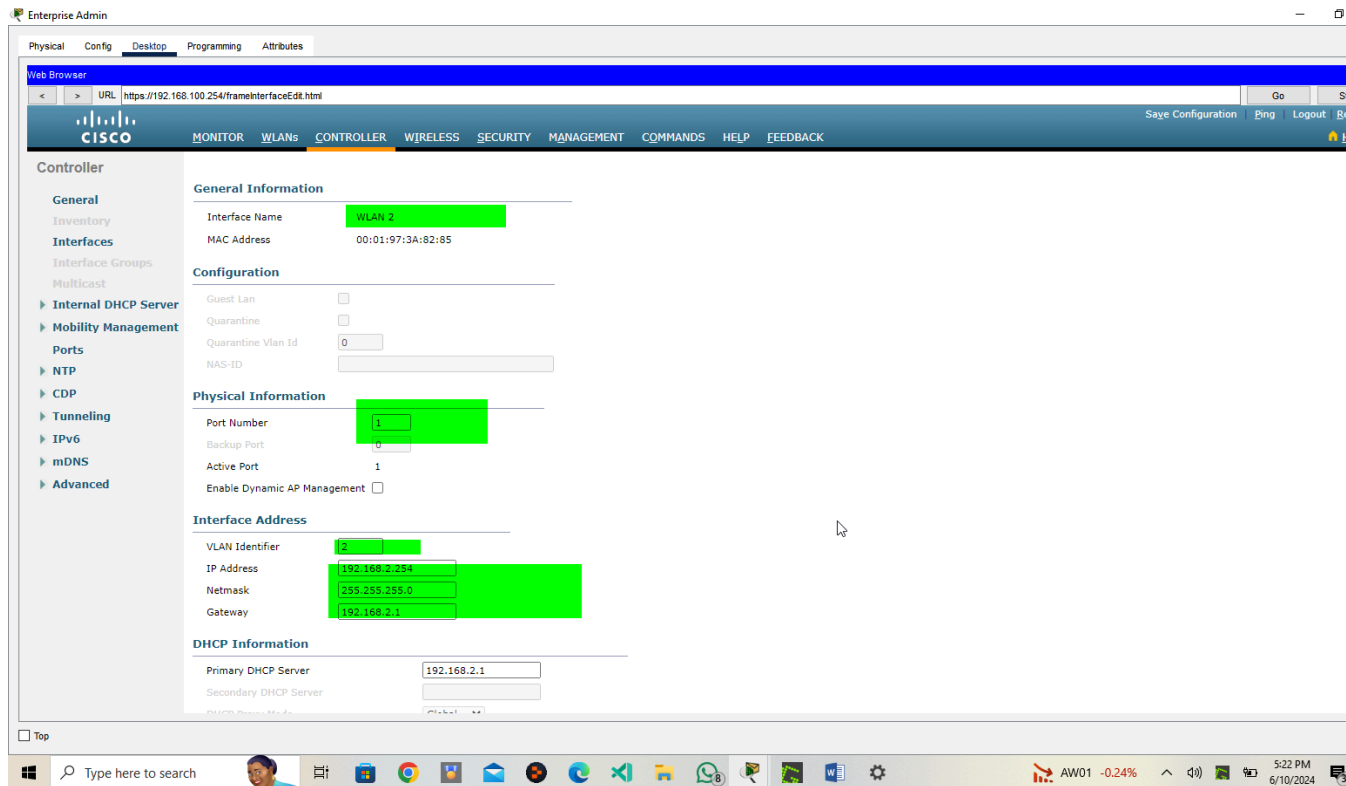 Enterprise Admin
Physical Config Desktop Programming Attributes
Web Browser
< > URL https://192.168.100.254/frameInterfaceEdit.html Go
Save Configuration Ping Logout
CISCO MONITOR WLANs CONTROLLER WIRELESS SECURITY MANAGEMENT COMMANDS HELP FEEDBACK
Controller
General
Inventory
Interfaces
Interface Groups
Multicast
Internal DHCP Server
Mobility Management
Ports
NTP
CDP
Tunneling
IPv6
mDNS
Advanced
General Information
Interface Name WLAN 2
MAC Address 00:01:97:3A:82:85
Configuration
Guest Lan
Quarantine
Quarantine Vlan Id 0
NAS-ID
Physical Information
Port Number 1
Backup Port 0
Active Port 1
Enable Dynamic AP Management
Interface Address
VLAN Identifier 2
IP Address 192.168.2.254
Netmask 255.255.255.0
Gateway 192.168.2.1
DHCP Information
Primary DHCP Server 192.168.2.1
Secondary DHCP Server
Top
Type here to search
8
AW01 -0.24%
5:22 PM
6/10/2024
3